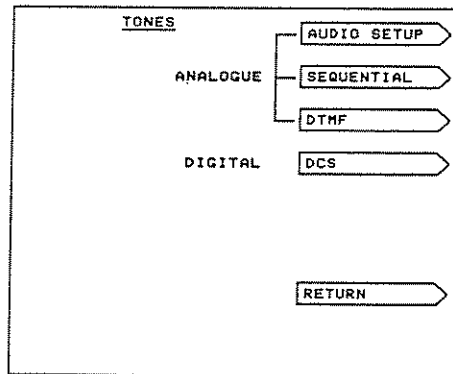 TONES
AUDIO SETUP
ANALOGUE SEQUENTIAL
DTMF
DIGITAL DCS
RETURN